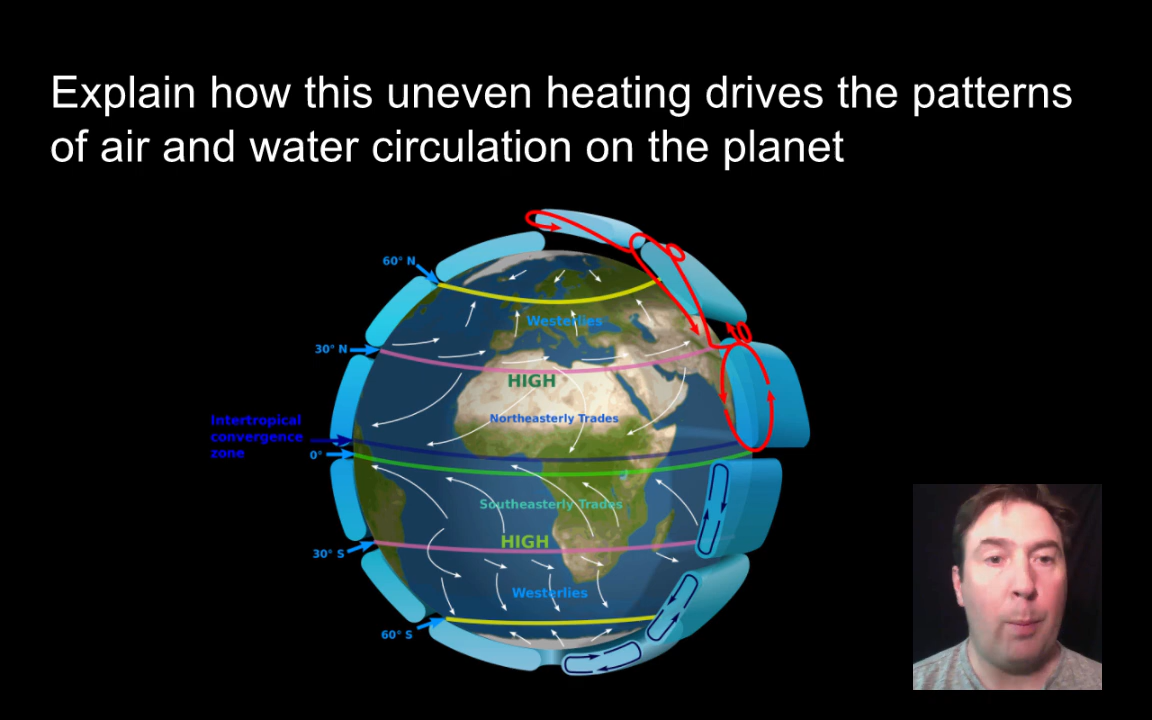 Explain how this uneven heating drives the patterns
of air and water circulation on the planet
60° N
Westerlies
30° N
HIGH
Northeasterly Trades
Intertropical
convergence
zone
0°
Southeasterly Trades
HIGH
30° S
Westerlies
60° S